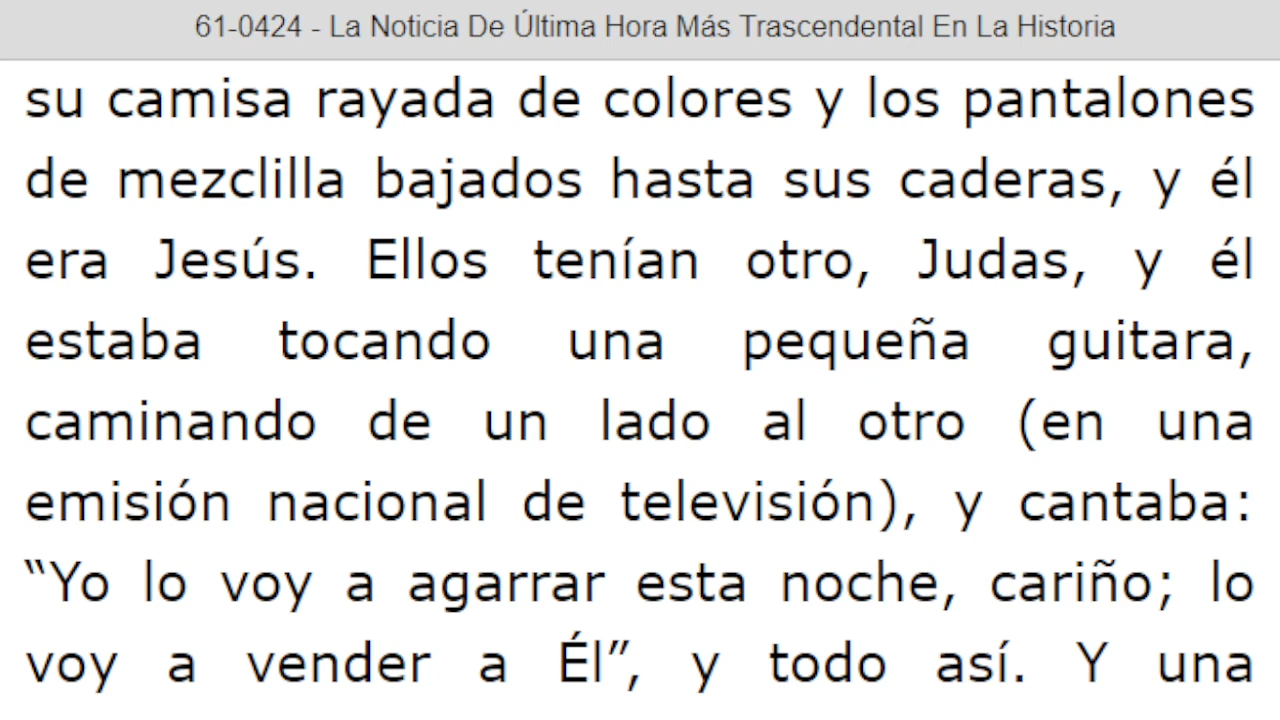 61-0424 - La Noticia De Última Hora Más Trascendental En La Historia
su camisa rayada de colores y los pantalones
de mezclilla bajados hasta sus caderas, y él
era Jesús. Ellos tenían otro, Judas, y él
estaba tocando una pequeña guitara,
caminando de un lado al otro (en una
emisión nacional de televisión), y cantaba:
“Yo lo voy a agarrar esta noche, cariño; lo
voy a vender a Él”, y todo así. Y una